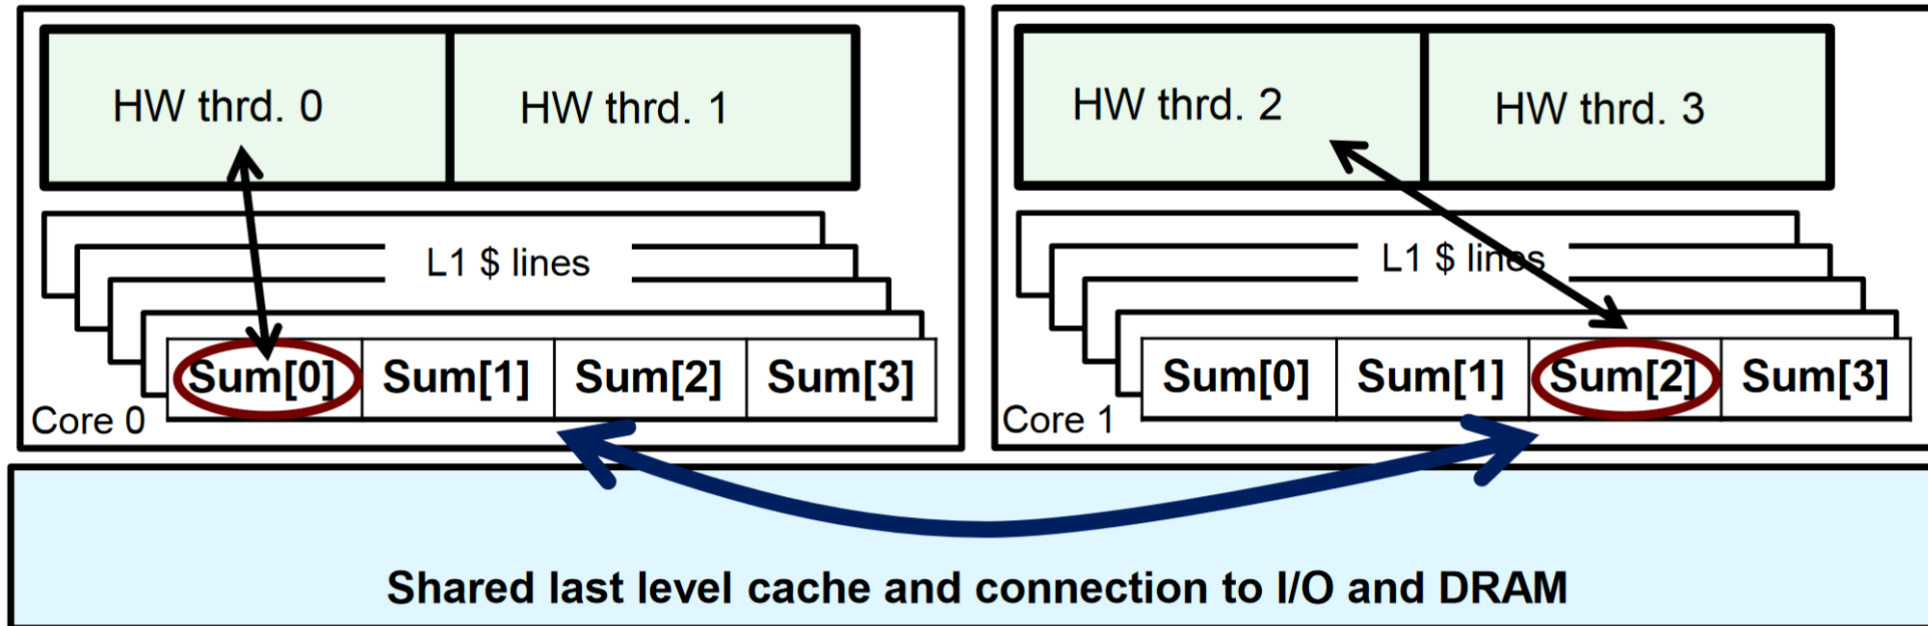 HW thrd. 0
HW thrd. 1
L1 $ lines
Sum[0] Sum[1] Sum[2] Sum[3]
Core 0
HW thrd. 2
HW thrd. 3
L1 $ lines
Sum[0] Sum[1] Sum[2] Sum[3]
Core 1
Shared last level cache and connection to I/O and DRAM